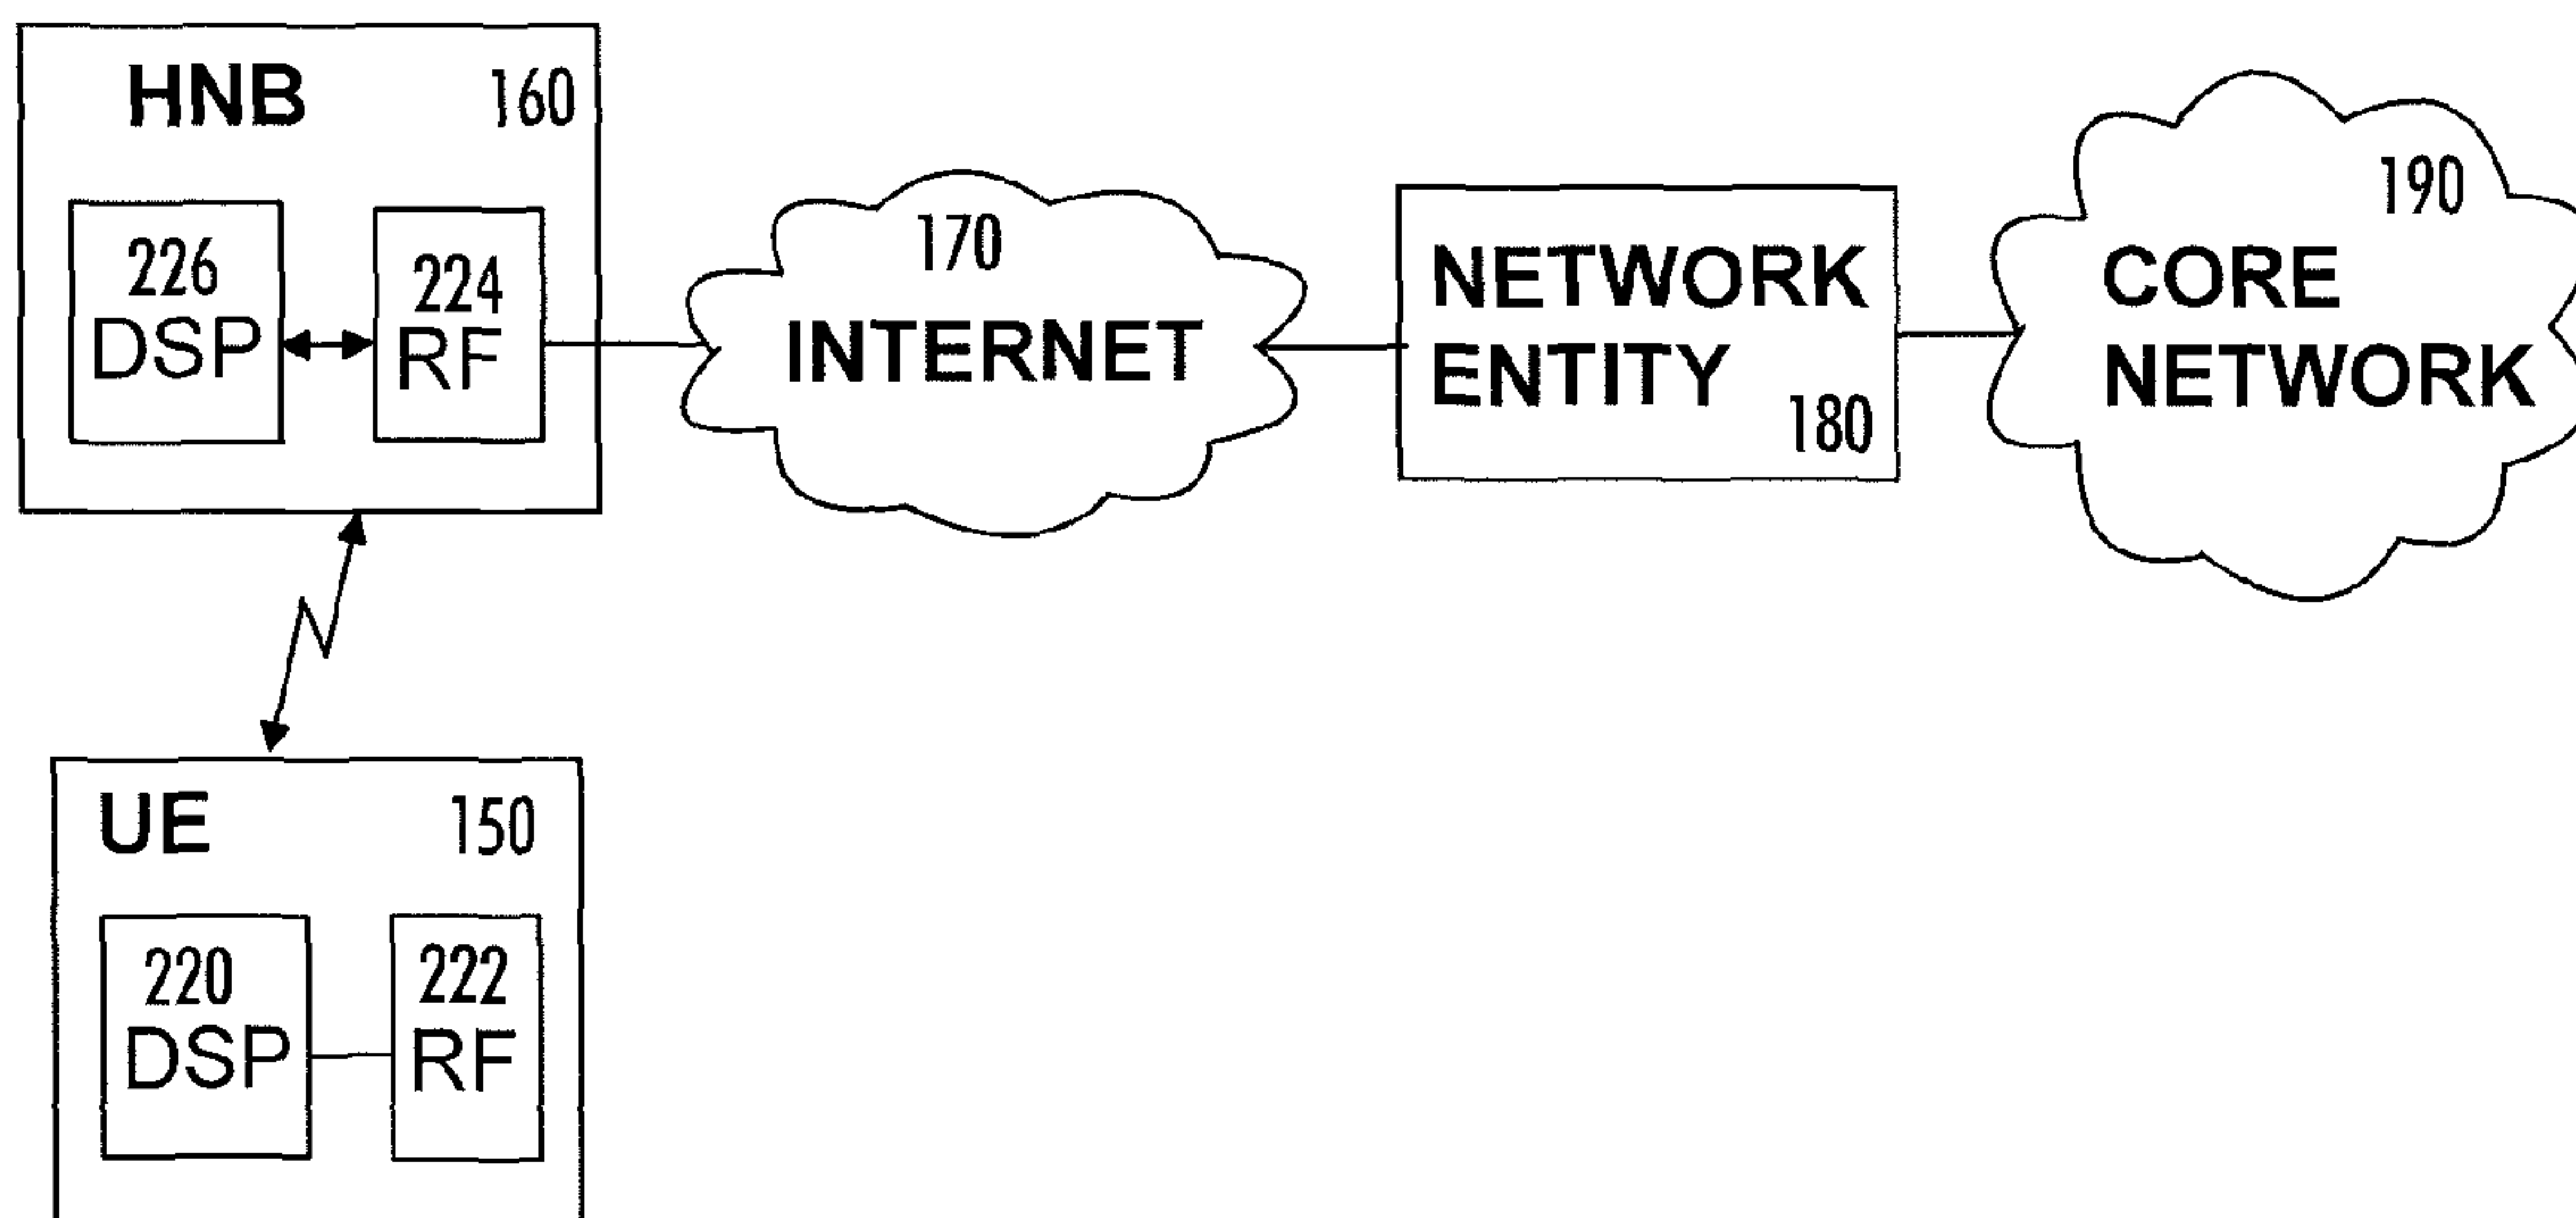 HNB 160
226
DSP
224
RF
170
INTERNET
NETWORK
ENTITY
180
190
CORE
NETWORK
UE 150
220
DSP
222
RF